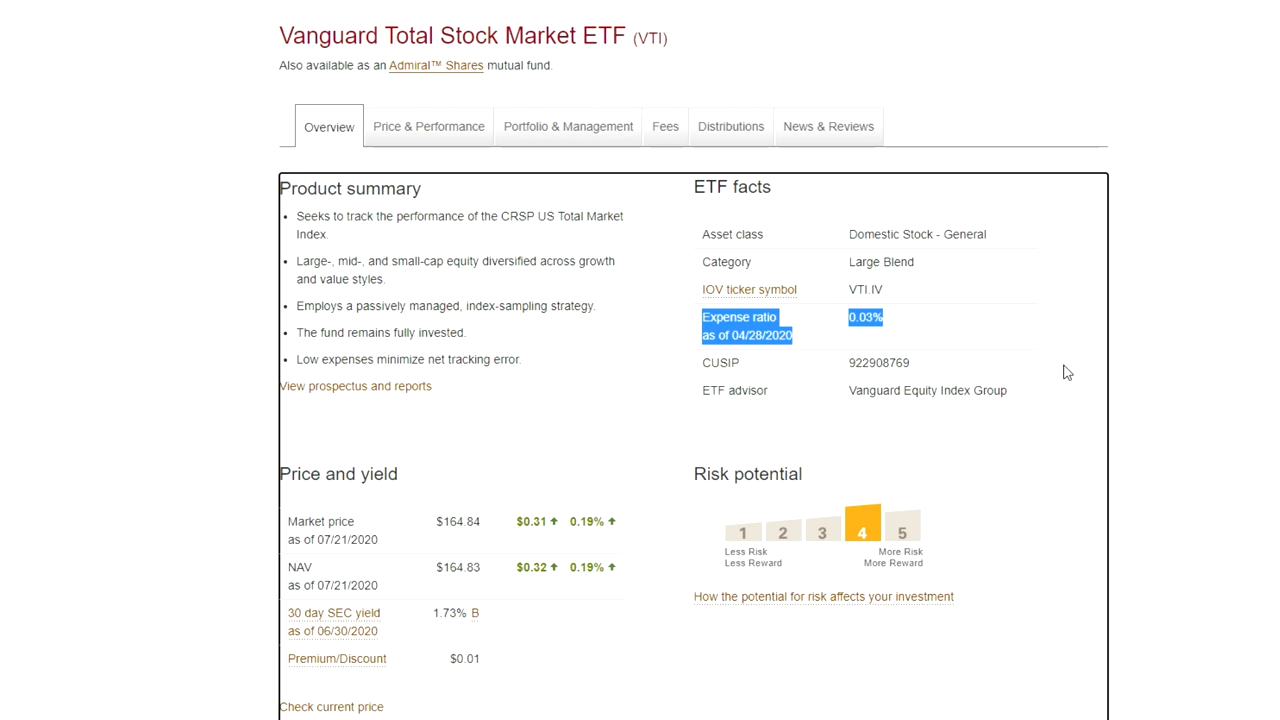 Vanguard Total Stock Market ETF (VTI)
Also available as an Admiral™ Shares mutual fund.
Overview
Price & Performance
Portfolio & Management
Fees
Distributions
News & Reviews
Product summary
Seeks to track the performance of the CRSP US Total Market
Index.
Large-, mid-, and small-cap equity diversified across growth
and value styles.
Employs a passively managed, index-sampling strategy.
The fund remains fully invested.
Low expenses minimize net tracking error.
View prospectus and reports
ETF facts
Asset class Domestic Stock - General
Category Large Blend
IOV ticker symbol VTI.IV
Expense ratio 0.03%
as of 04/28/2020
CUSIP 922908769
ETF advisor Vanguard Equity Index Group
Price and yield
Market price $164.84 $0.31 0.19%
as of 07/21/2020
NAV $164.83 $0.32 0.19%
as of 07/21/2020
30 day SEC yield 1.73% B
as of 06/30/2020
Premium/Discount $0.01
Check current price
Risk potential
1 2 3 4 5
Less Risk More Risk
Less Reward More Reward
How the potential for risk affects your investment